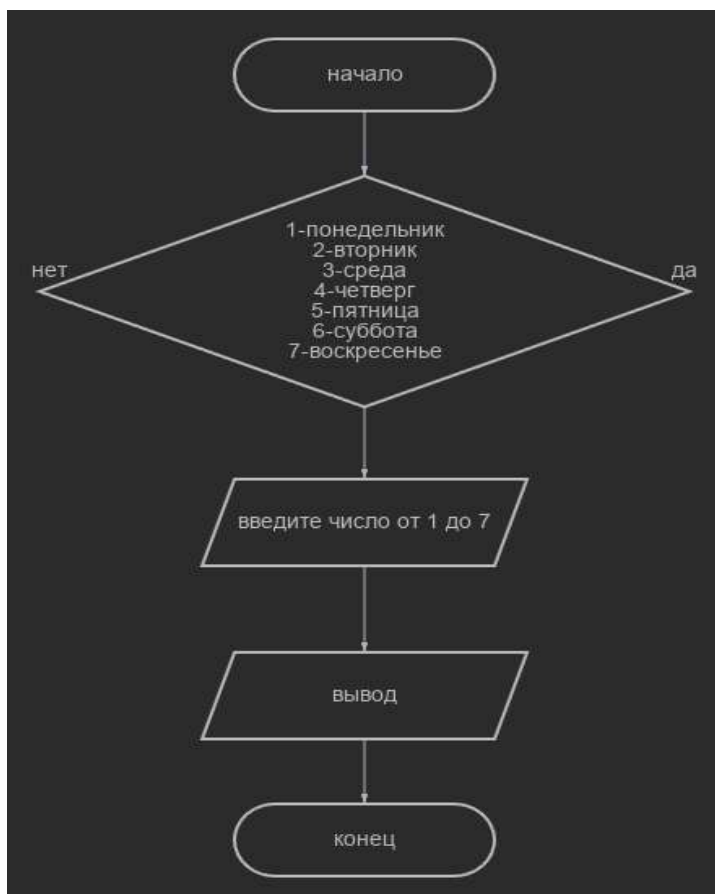 начало
1-понедельник
2-вторник
нет
3-среда
да
4-четверг
5-пятница
6-суббота
7-воскресенье
введите число от 1 до 7
вывод
конец